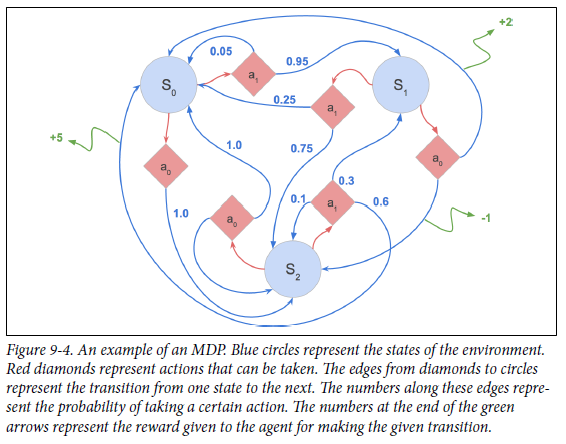 +2
0.05
0.95
S0
a1
S1
0.25
a1
+5
1.0
0.75
a0
a0
0.3
1.0
0.1
a1
0.6
a0
-1
S2
Figure 9-4. An example of an MDP. Blue circles represent the states of the environment.
Red diamonds represent actions that can be taken. The edges from diamonds to circles
represent the transition from one state to the next. The numbers along these edges repre-
sent the probability of taking a certain action. The numbers at the end of the green
arrows represent the reward given to the agent for making the given transition.